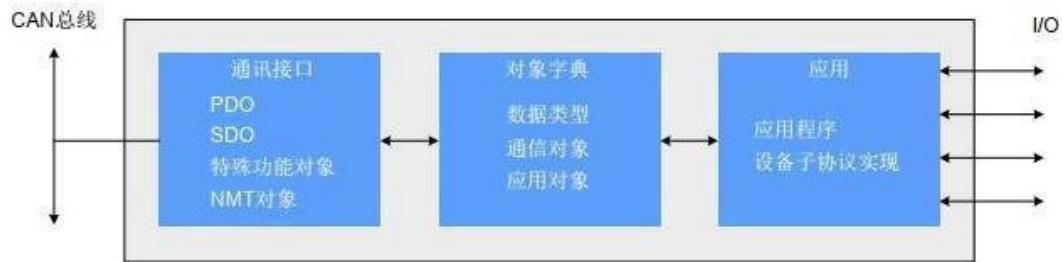 CAN总线
I/O
通讯接口
PDO
SDO
特殊功能对象
NMT对象
对象字典
数据类型
通信对象
应用对象
应用
应用程序
设备子协议实现